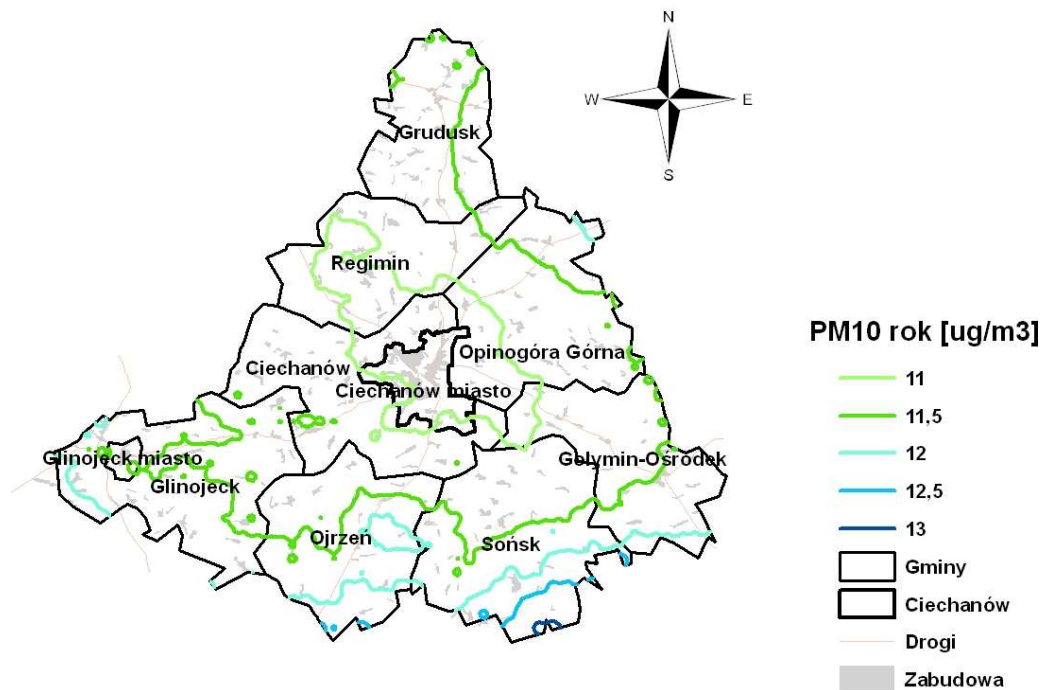 N
W E
S
Grudusk
Regimin
Opinogóra Górna
Ciechanów
Ciechanów miasto
Glinojeck miasto
Gołymin-Ośrodek
Glinojeck
Ojrzeń
Sońsk
PM10 rok [ug/m3]
11
11,5
12
12,5
13
Gminy
Ciechanów
Drogi
Zabudowa